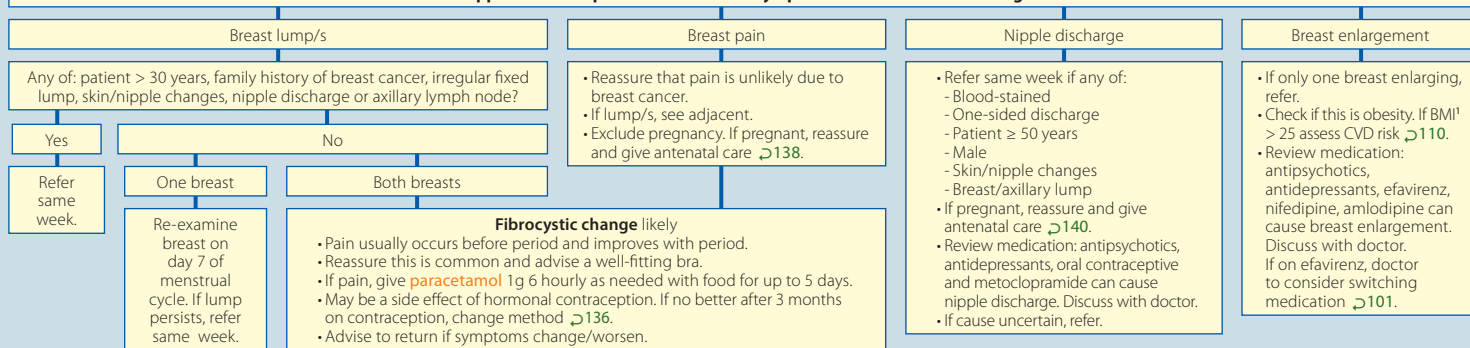 Breast lump/s
Any of: patient > 30 years, family history of breast cancer, irregular fixed
lump, skin/nipple changes, nipple discharge or axillary lymph node?
Yes
No
Refer
same
week.
One breast
Both breasts
Re-examine
breast on
day 7 of
menstrual
cycle. If lump
persists, refer
same week.
Breast pain
• Reassure that pain is unlikely due to
breast cancer.
• If lump/s, see adjacent.
• Exclude pregnancy. If pregnant, reassure
and give antenatal care ⮌138.
Fibrocystic change likely
• Pain usually occurs before period and improves with period.
• Reassure this is common and advise a well-fitting bra.
• If pain, give paracetamol 1g 6 hourly as needed with food for up to 5 days.
• May be a side effect of hormonal contraception. If no better after 3 months
on contraception, change method ⮌136.
• Advise to return if symptoms change/worsen.
Nipple discharge
• Refer same week if any of:
- Blood-stained
- One-sided discharge
- Patient ≥ 50 years
- Male
- Skin/nipple changes
- Breast/axillary lump
• If pregnant, reassure and give
antenatal care ⮌140.
• Review medication: antipsychotics,
antidepressants, oral contraceptive
and metoclopramide can cause
nipple discharge. Discuss with doctor.
• If cause uncertain, refer.
Breast enlargement
• If only one breast enlarging,
refer.
• Check if this is obesity. If BMI¹
> 25 assess CVD risk ⮌110.
• Review medication:
antipsychotics,
antidepressants, efavirenz,
nifedipine, amlodipine can
cause breast enlargement.
Discuss with doctor.
If on efavirenz, doctor
to consider switching
medication ⮌101.